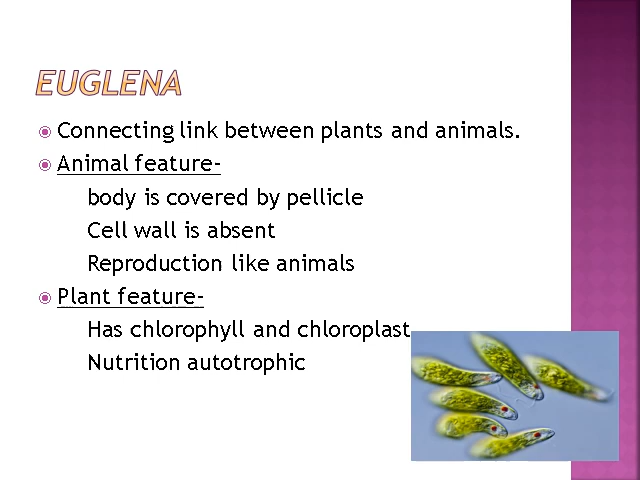 EUGLENA
Connecting link between plants and animals.
Animal feature-
body is covered by pellicle
Cell wall is absent
Reproduction like animals
Plant feature-
Has chlorophyll and chloroplast
Nutrition autotrophic